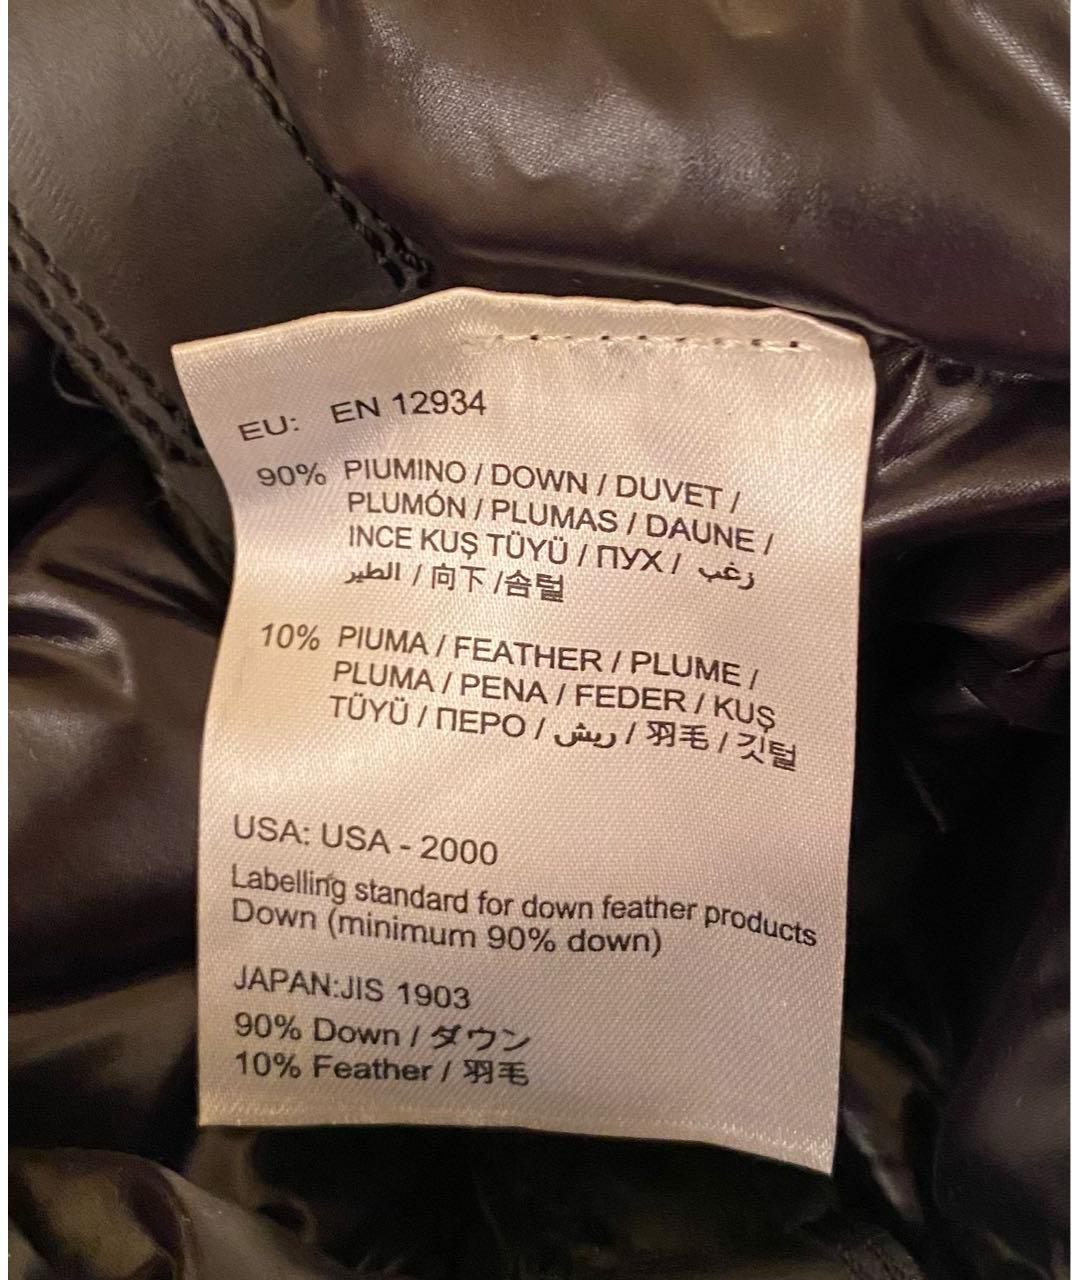 EU: EN 12934
90% PIUMINO / DOWN / DUVET /
PLUMÓN / PLUMAS / DAUNE /
INCE KUŞ TÜYÜ / ПУХ / زغب
الطير / 向下 /솜털
10% PIUMA / FEATHER / PLUME /
PLUMA / PENA / FEDER / KUŞ
TÜYÜ / ПЕРО / ريش / 羽毛 / 깃털
USA: USA - 2000
Labelling standard for down feather products
Down (minimum 90% down)
JAPAN:JIS 1903
90% Down / ダウン
10% Feather / 羽毛